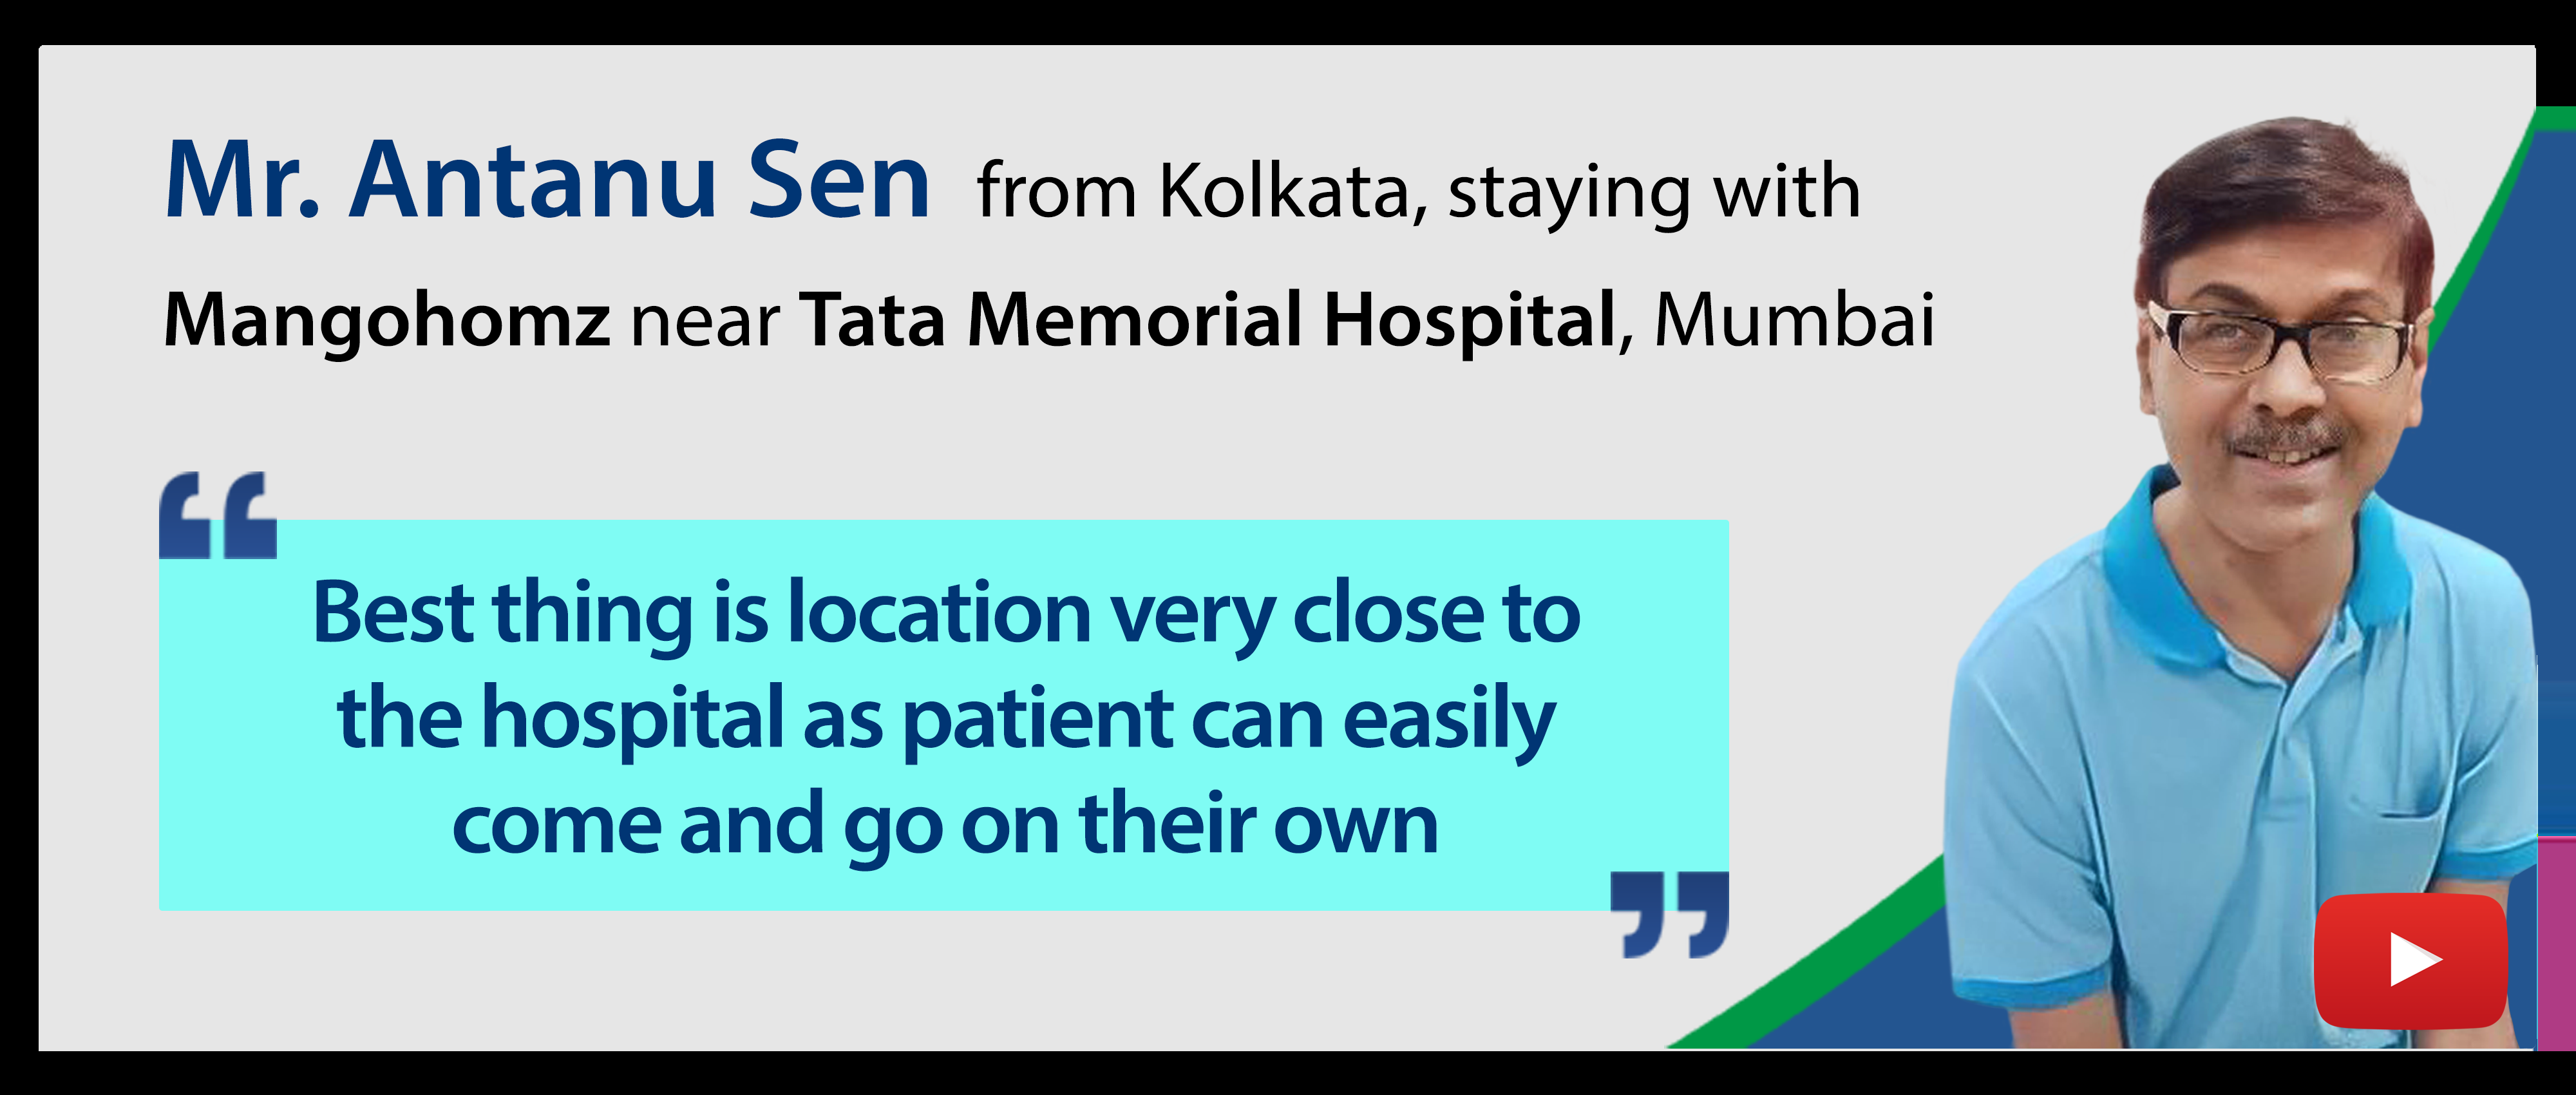 Mr. Antanu Sen from Kolkata, staying with
Mangohomz near Tata Memorial Hospital, Mumbai
“
Best thing is location very close to
the hospital as patient can easily
come and go on their own
”